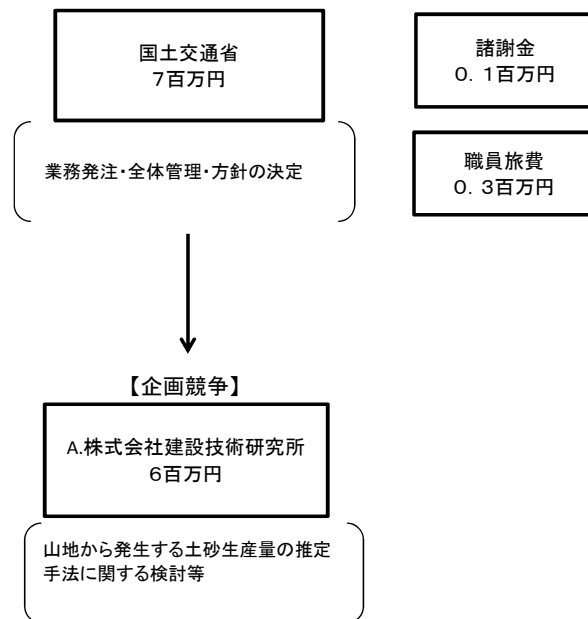 国土交通省
7百万円
諸謝金
0．1百万円
業務発注・全体管理・方針の決定
職員旅費
0．3百万円
【企画競争】
A.株式会社建設技術研究所
6百万円
山地から発生する土砂生産量の推定
手法に関する検討等